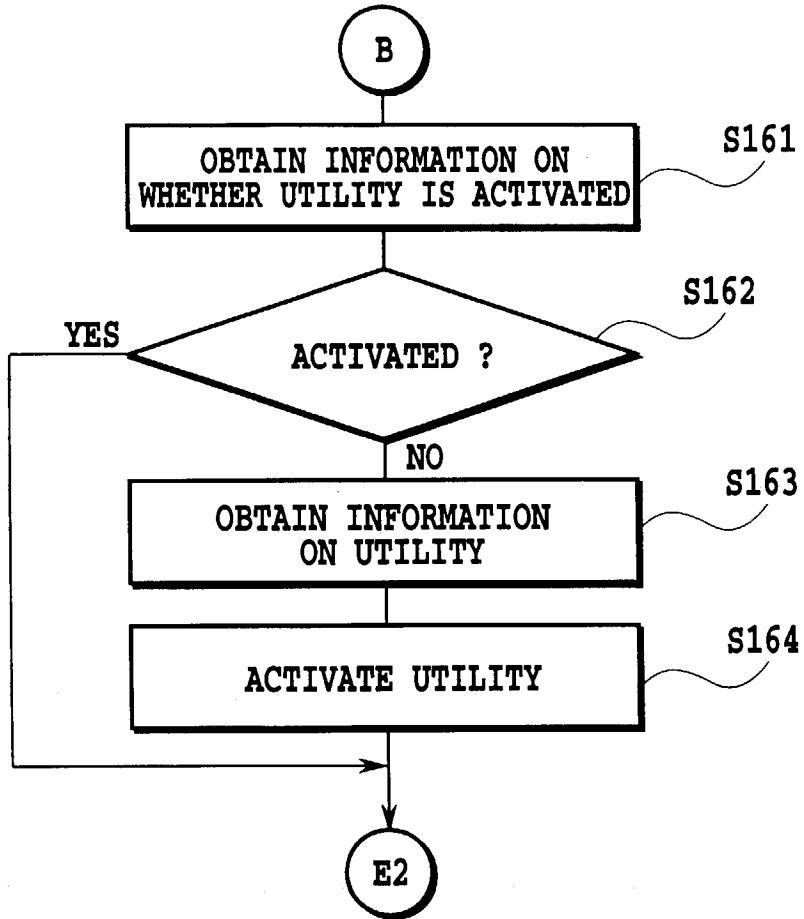 B
S161
OBTAIN INFORMATION ON
WHETHER UTILITY IS ACTIVATED
S162
YES
ACTIVATED ?
NO
S163
OBTAIN INFORMATION
ON UTILITY
S164
ACTIVATE UTILITY
E2